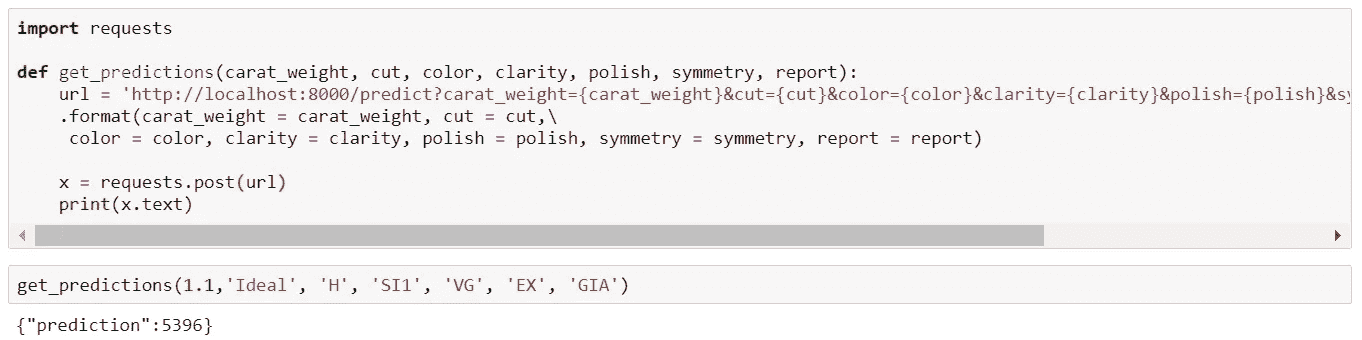 import requests
def get_predictions(carat_weight, cut, color, clarity, polish, symmetry, report):
url = 'http://localhost:8000/predict?carat_weight={carat_weight}&cut={cut}&color={color}&clarity={clarity}&polish={polish}&sy
.format(carat_weight = carat_weight, cut = cut,\
color = color, clarity = clarity, polish = polish, symmetry = symmetry, report = report)
x = requests.post(url)
print(x.text)
get_predictions(1.1,'Ideal', 'H', 'SI1', 'VG', 'EX', 'GIA')
{"prediction":5396}